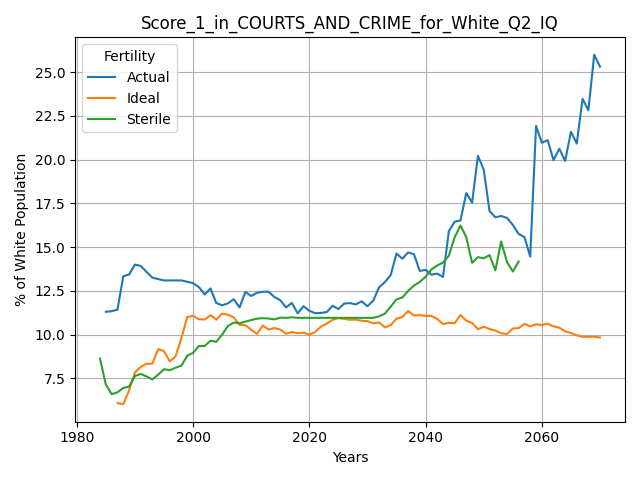 Score_1_in_COURTS_AND_CRIME_for_White_Q2_IQ
Fertility
Actual
Ideal
Sterile
25.0
22.5
20.0
17.5
15.0
12.5
10.0
7.5
% of White Population
1980 2000 2020 2040 2060
Years